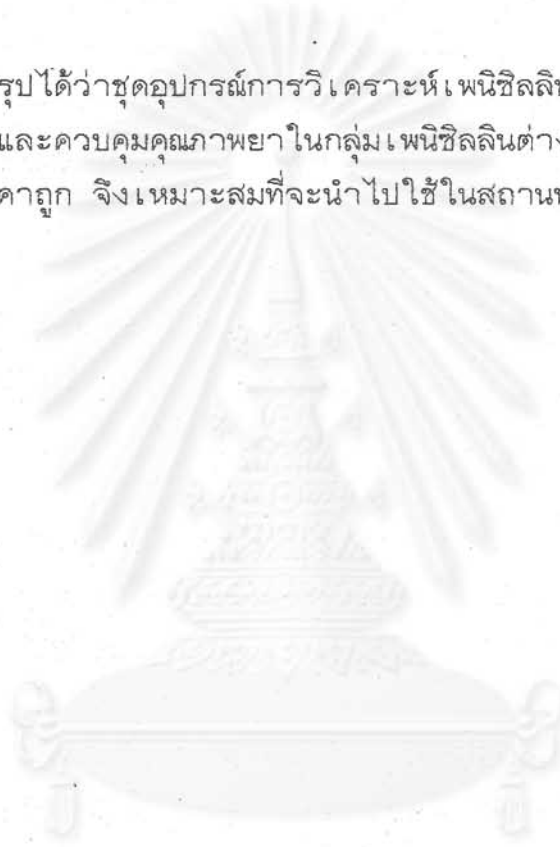 รุปได้ว่าชุดอุปกรณ์การวิเคราะห์เพนิซิลลิน
และควบคุมคุณภาพยาในกลุ่มเพนิซิลลินต่าง
คาถูก จึงเหมาะสมที่จะนำไปใช้ในสถานพ